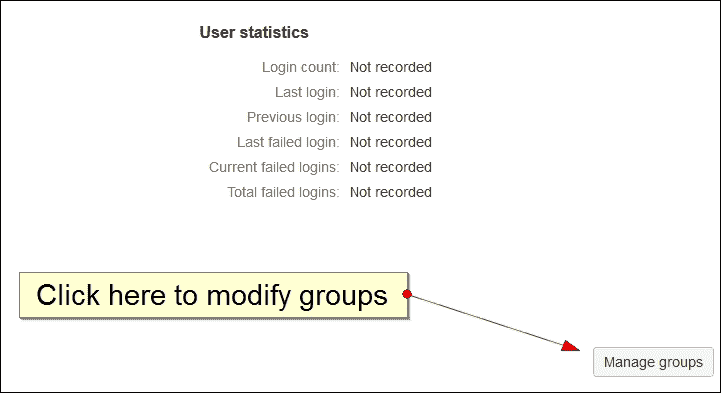 User statistics
Login count: Not recorded
Last login: Not recorded
Previous login: Not recorded
Last failed login: Not recorded
Current failed logins: Not recorded
Total failed logins: Not recorded
Click here to modify groups
Manage groups